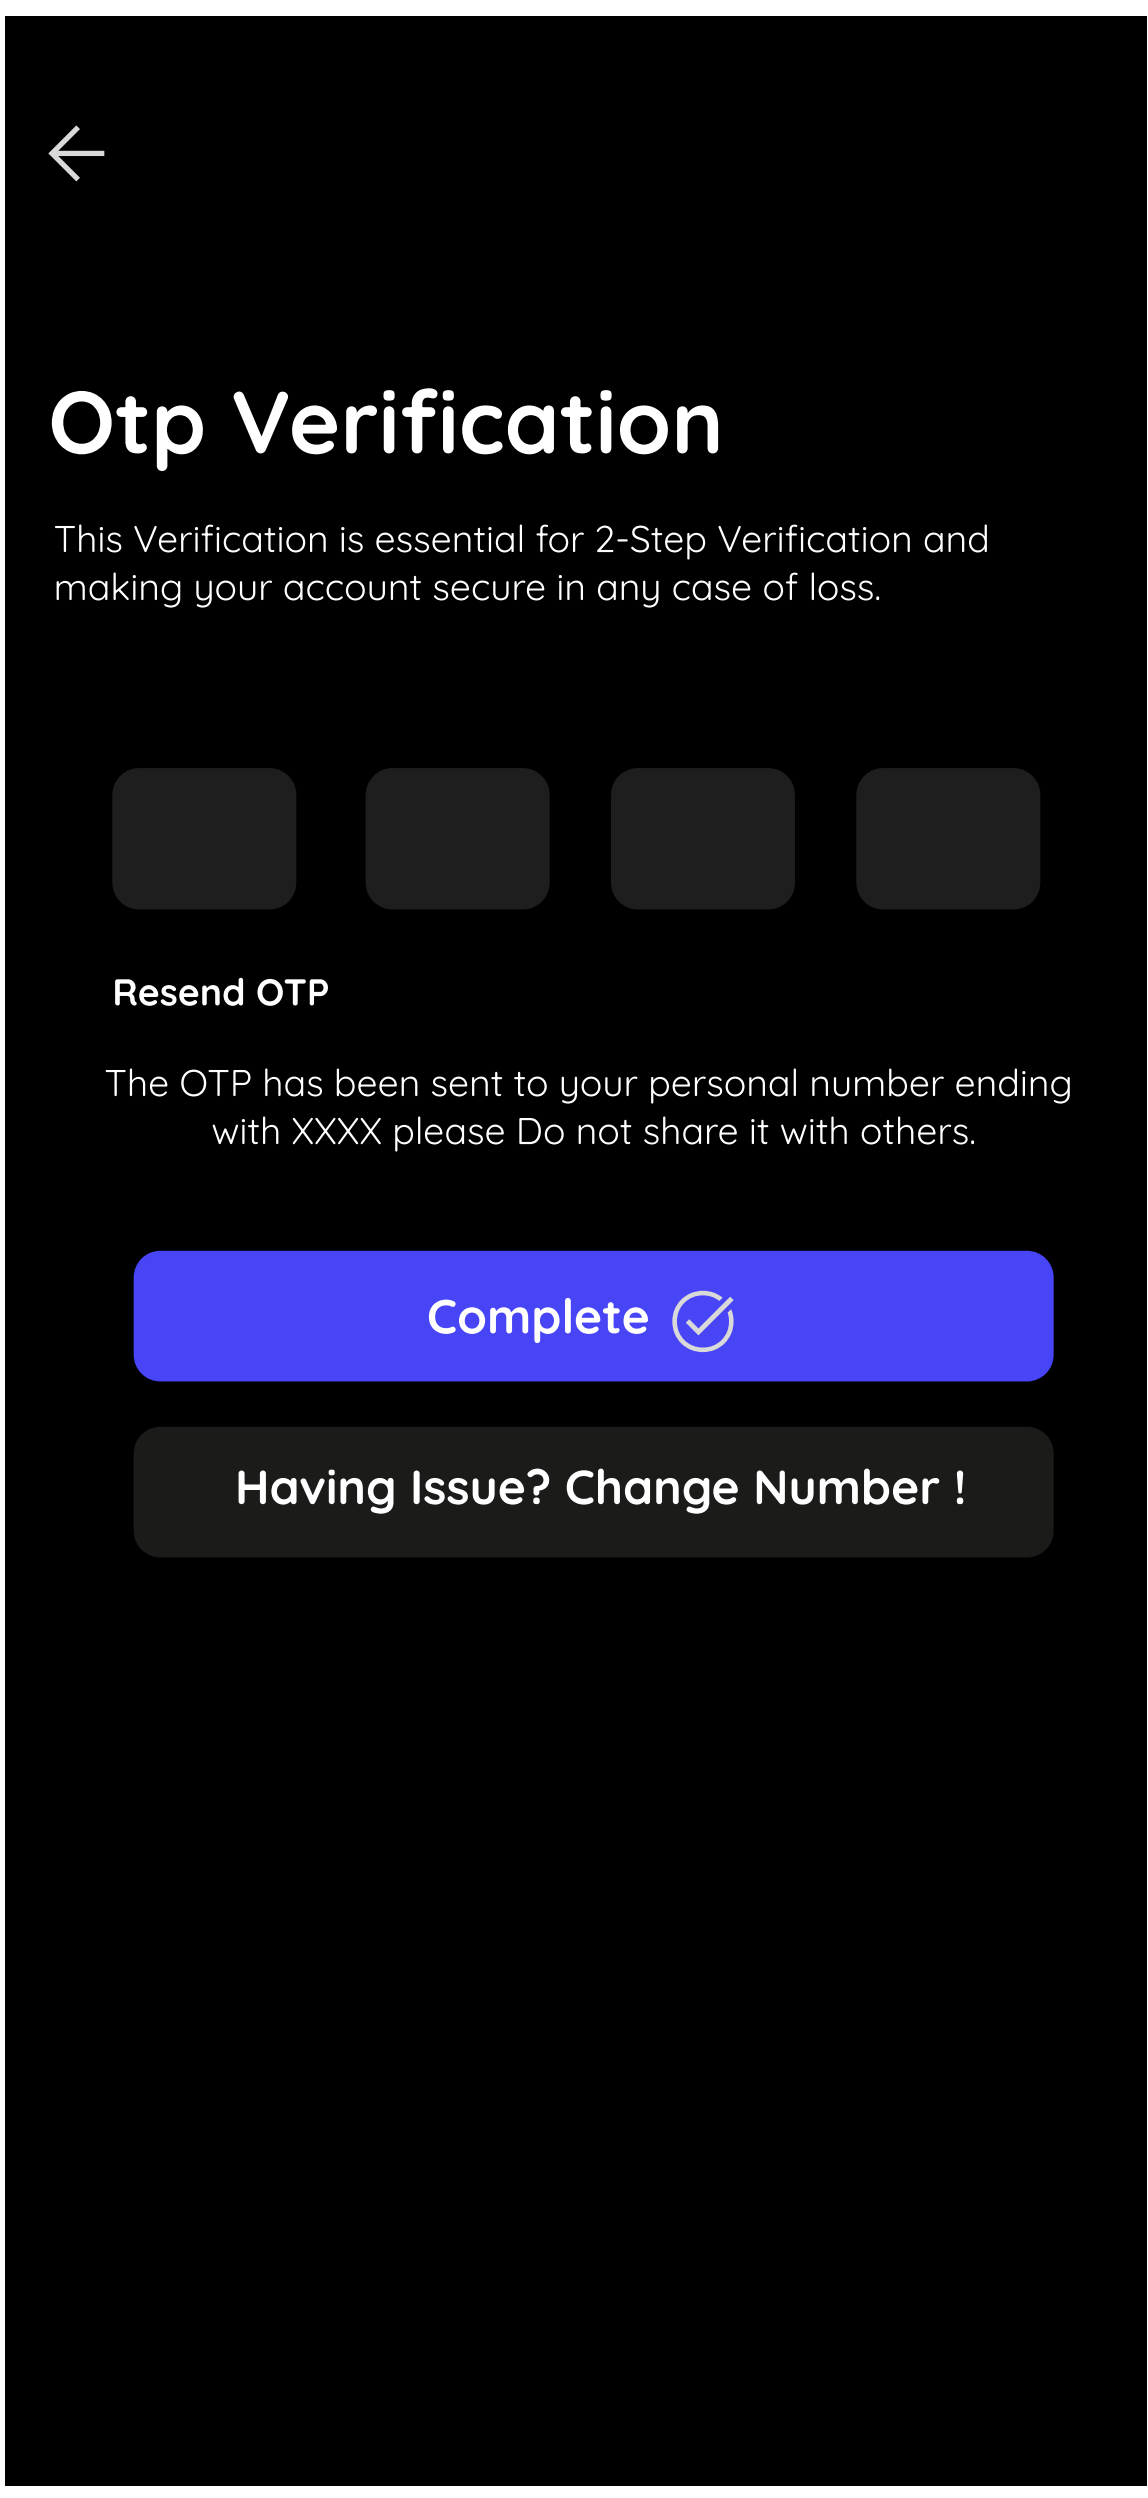 Otp Verification
This Verification is essential for 2-Step Verification and
making your account secure in any case of loss.
Resend OTP
The OTP has been sent to your personal number ending
with XXXX please Do not share it with others.
Complete
Having Issue? Change Number !